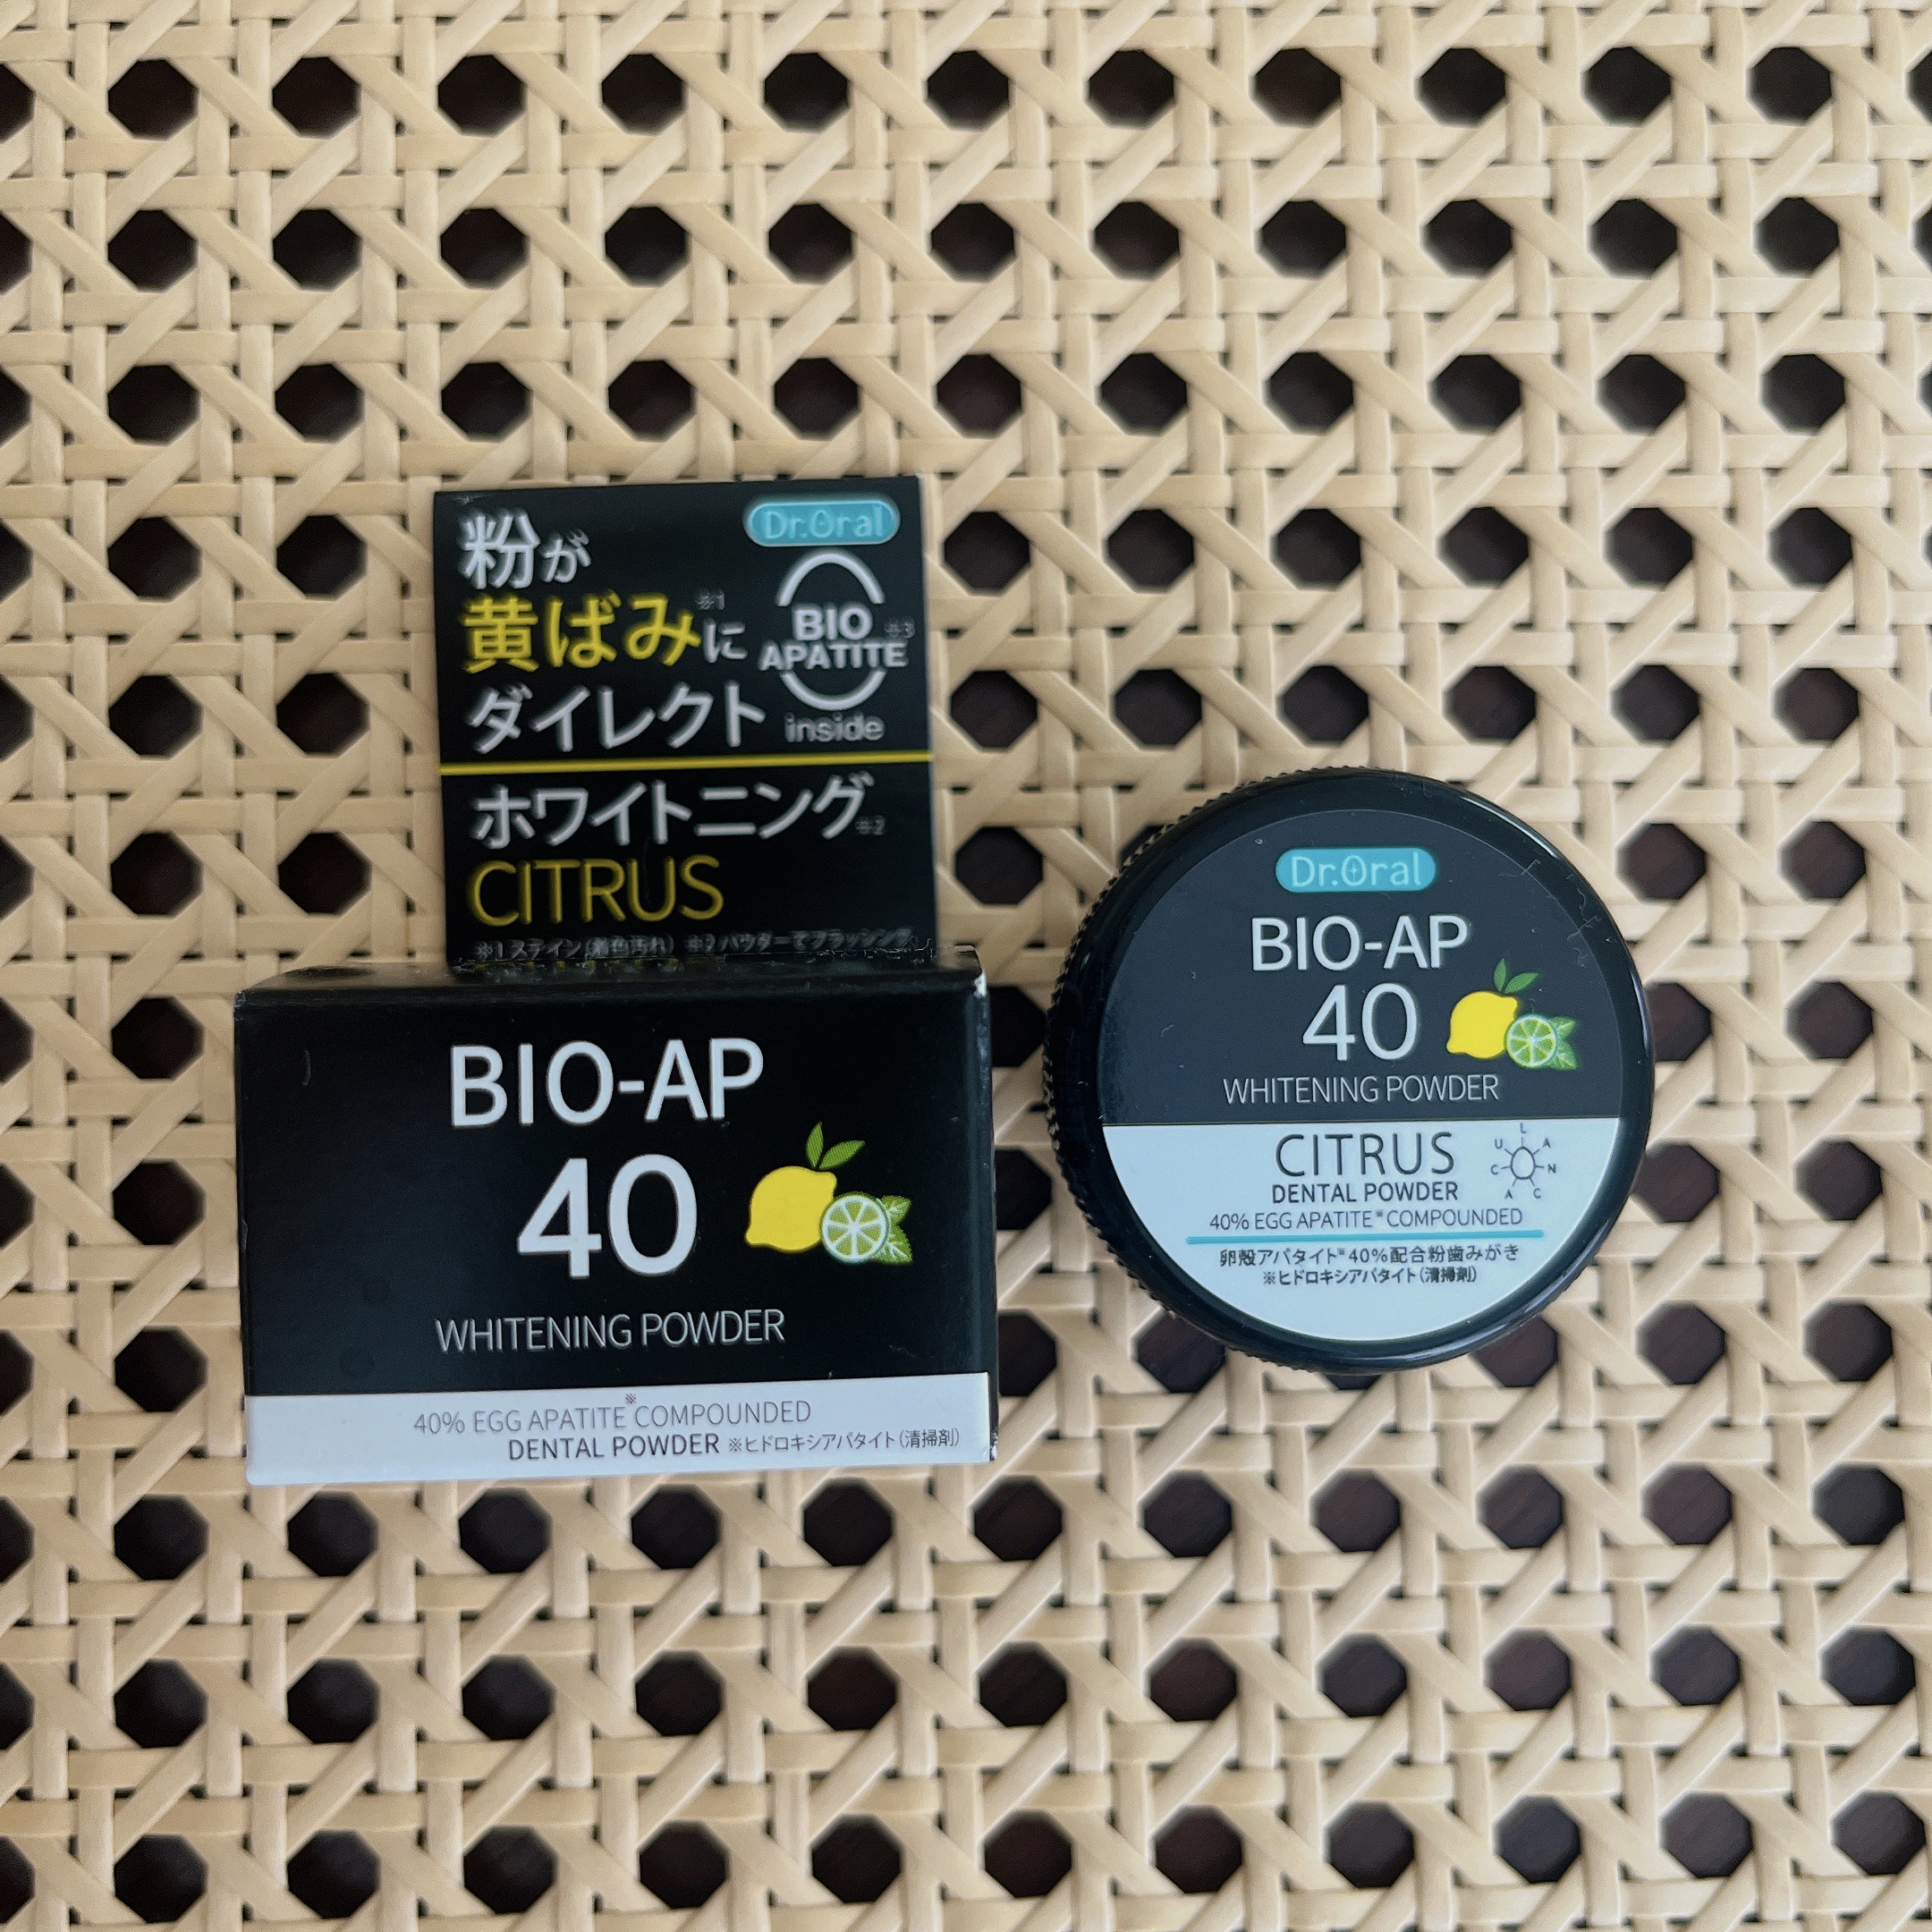 Dr.Oral
粉が
黄ばみ※1に
BIO
APATITE※3
ダイレクト
inside
ホワイトニング※2
CITRUS
※1 ステイン(着色汚れ) ※2 パウダーでブラッシング
BIO-AP
40
WHITENING POWDER
40% EGG APATITE※COMPOUNDED
DENTAL POWDER ※ヒドロキシアパタイト(清掃剤)
Dr.Oral
BIO-AP
40
WHITENING POWDER
CITRUS
LANCACU
DENTAL POWDER
40% EGG APATITE※COMPOUNDED
卵殻アパタイト※40%配合粉歯みがき
※ヒドロキシアパタイト(清掃剤)